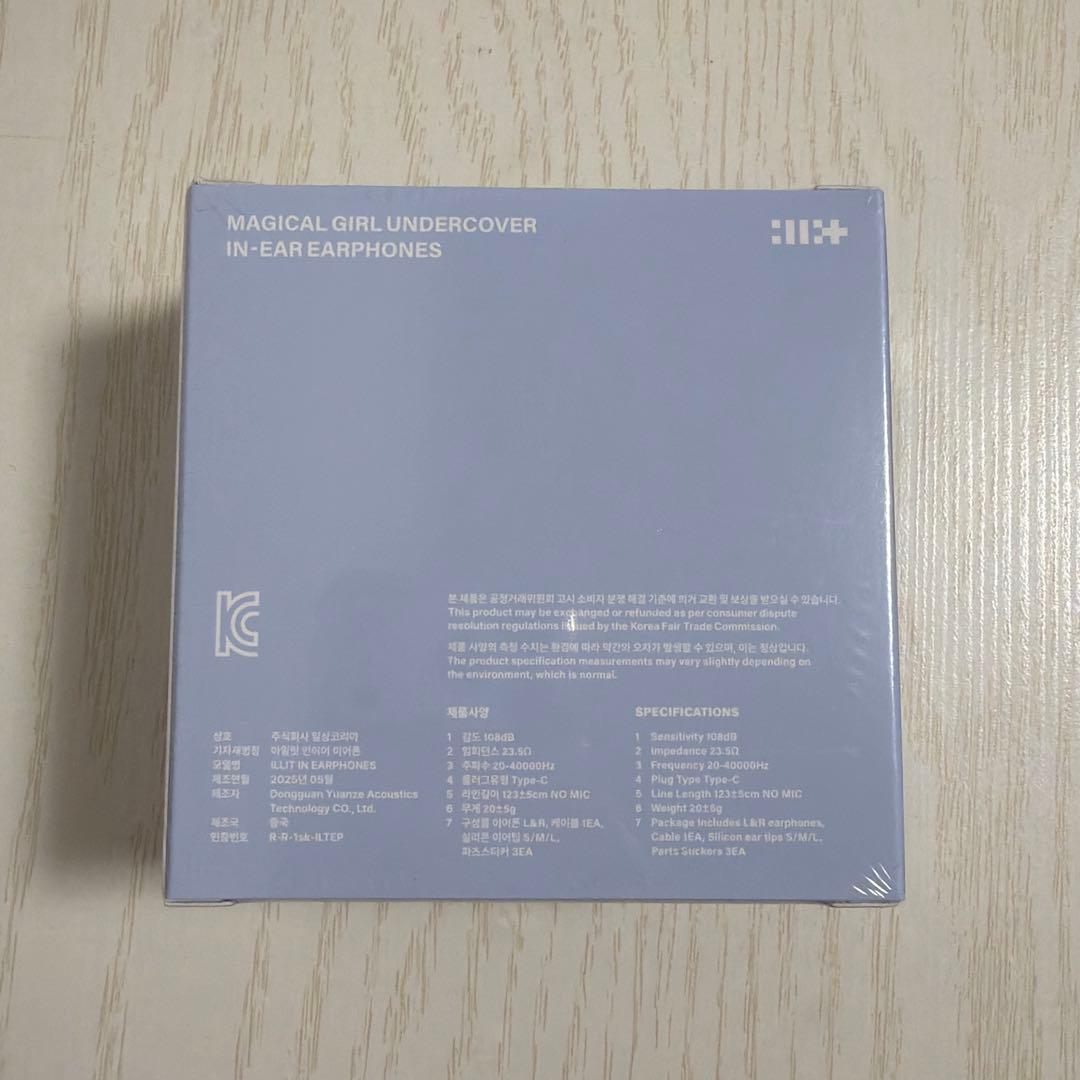 MAGICAL GIRL UNDERCOVER
IN-EAR EARPHONES
본 제품은 공정거래위원회 고시 소비자 분쟁 해결 기준에 의거 교환 및 보상을 받으실 수 있습니다.
This product may be exchanged or refunded as per consumer dispute
resolution regulations issued by the Korea Fair Trade Commission.
제품 사양의 측정 수치는 환경에 따라 약간의 오차가 발생할 수 있으며, 이는 정상입니다.
The product specification measurements may vary slightly depending on
the environment, which is normal.
상호 주식회사 일상코리아
기자재명칭 아일릿 인이어 이어폰
모델명 ILLIT IN EARPHONES
제조연월 2025년 05월
제조자 Dongguan Yuanze Acoustics
Technology CO., Ltd.
제조국 중국
인증번호 R-R-1sk-ILTEP
제품사양
1 감도 108dB
2 임피던스 23.5Ω
3 주파수 20-40000Hz
4 플러그유형 Type-C
5 라인길이 123±5cm NO MIC
6 무게 20±5g
7 구성품 이어폰 L&R, 케이블 1EA,
실리콘 이어팁 S/M/L,
파츠스티커 3EA
SPECIFICATIONS
1 Sensitivity 108dB
2 Impedance 23.5Ω
3 Frequency 20-40000Hz
4 Plug Type Type-C
5 Line Length 123±5cm NO MIC
6 Weight 20±5g
7 Package Includes L&R earphones,
Cable 1EA, Silicon ear tips S/M/L,
Parts Stickers 3EA